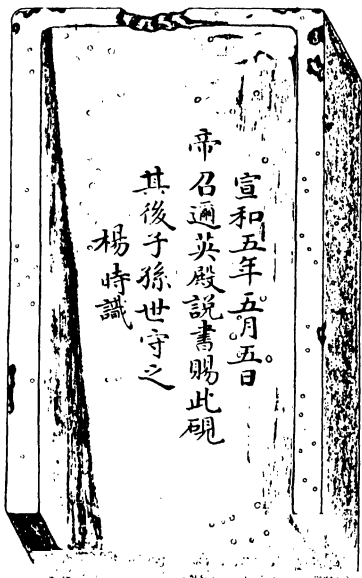 宣和五年五月五日
帝召邇英殿説書賜此硯
其後子孫世守之
楊時識